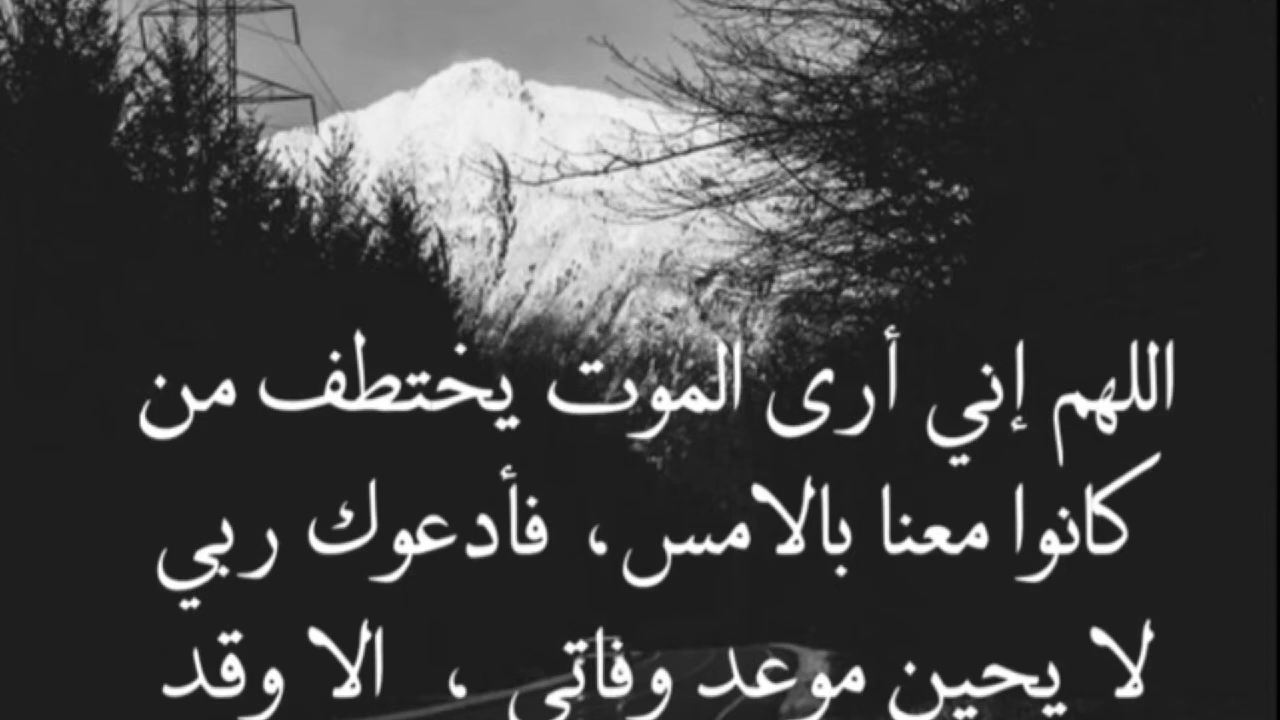 اللهم إني أرى الموت يختطف من
كانوا معنا بالامس، فأدعوك ربي
لا يحين موعد وفاتي ، الا وقد